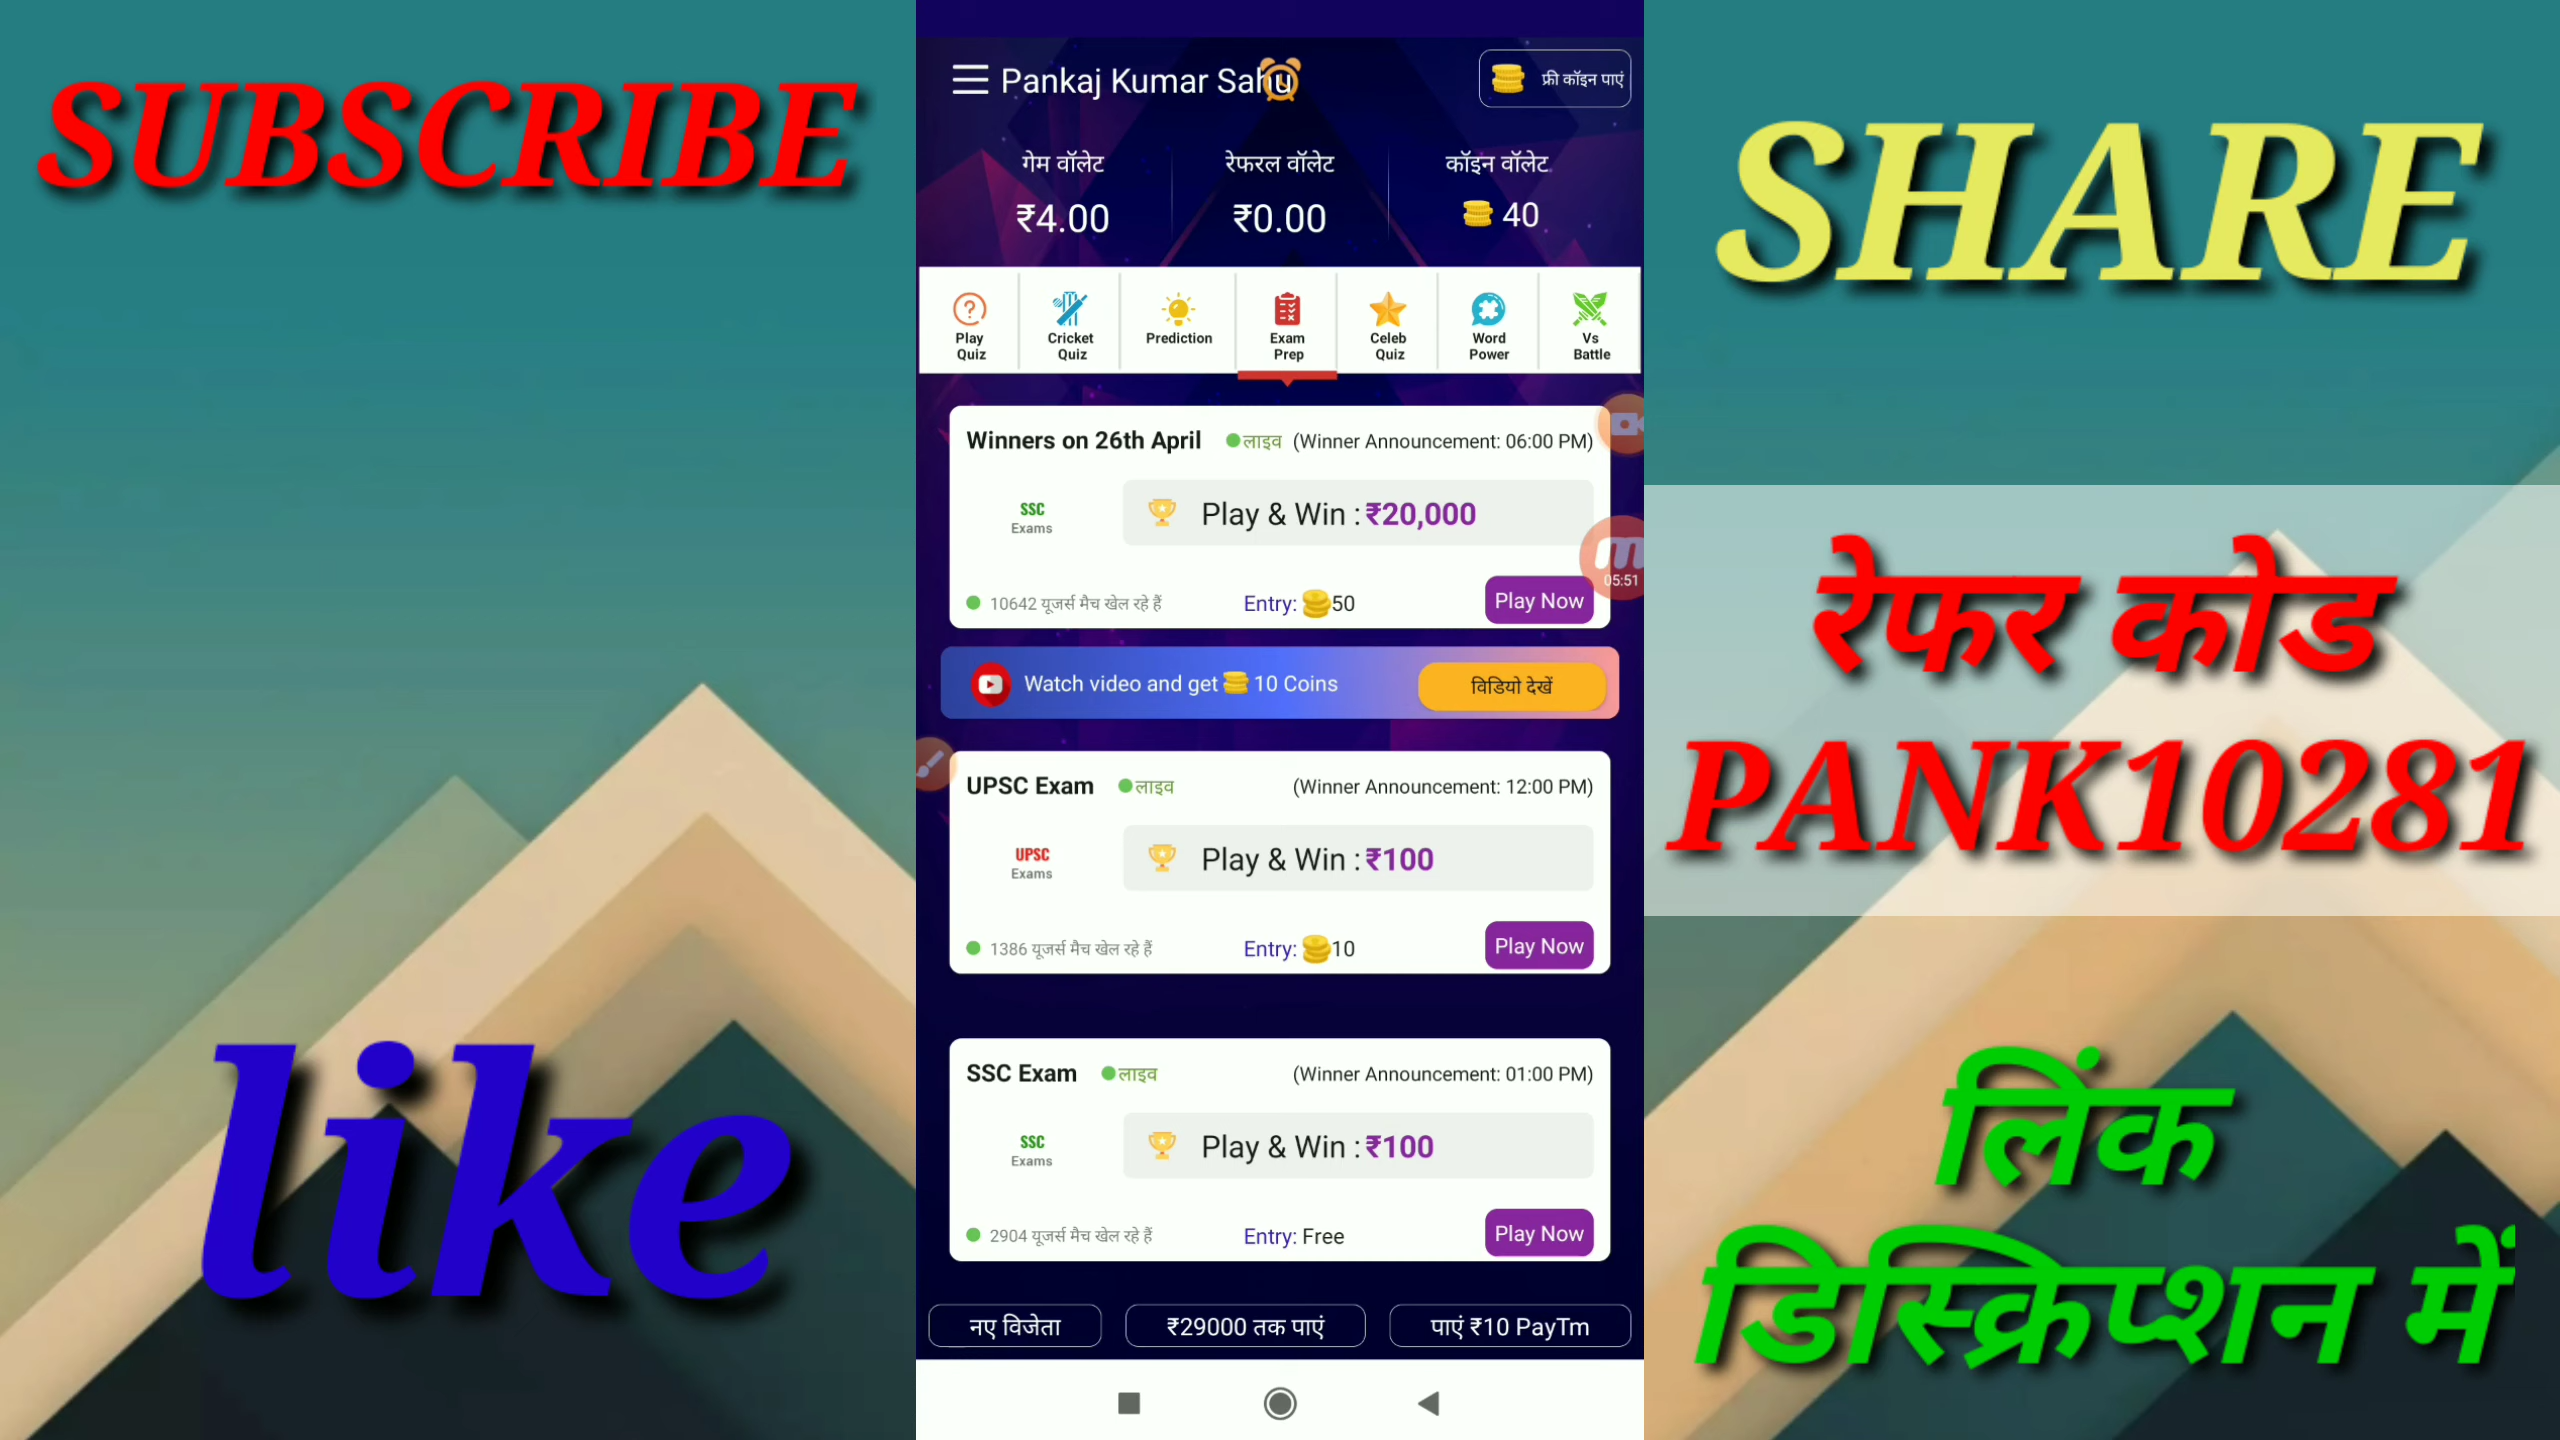 SUBSCRIBE
like
Pankaj Kumar Sahu
फ्री कॉइन पाएं
गेम वॉलेट
रेफरल वॉलेट
कॉइन वॉलेट
₹4.00
₹0.00
40
Play Quiz
Cricket Quiz
Prediction
Exam Prep
Celeb Quiz
Word Power
Vs Battle
Winners on 26th April लाइव (Winner Announcement: 06:00 PM)
SSC
Exams
Play & Win : ₹20,000
10642 यूजर्स मैच खेल रहे हैं
Entry: 50
Play Now
05:51
Watch video and get 10 Coins
विडियो देखें
UPSC Exam लाइव (Winner Announcement: 12:00 PM)
UPSC
Exams
Play & Win : ₹100
1386 यूजर्स मैच खेल रहे हैं
Entry: 10
Play Now
SSC Exam लाइव (Winner Announcement: 01:00 PM)
SSC
Exams
Play & Win : ₹100
2904 यूजर्स मैच खेल रहे हैं
Entry: Free
Play Now
नए विजेता
₹29000 तक पाएं
पाएं ₹10 PayTm
SHARE
रेफर कोड
PANK10281
लिंक
डिस्क्रिप्शन में